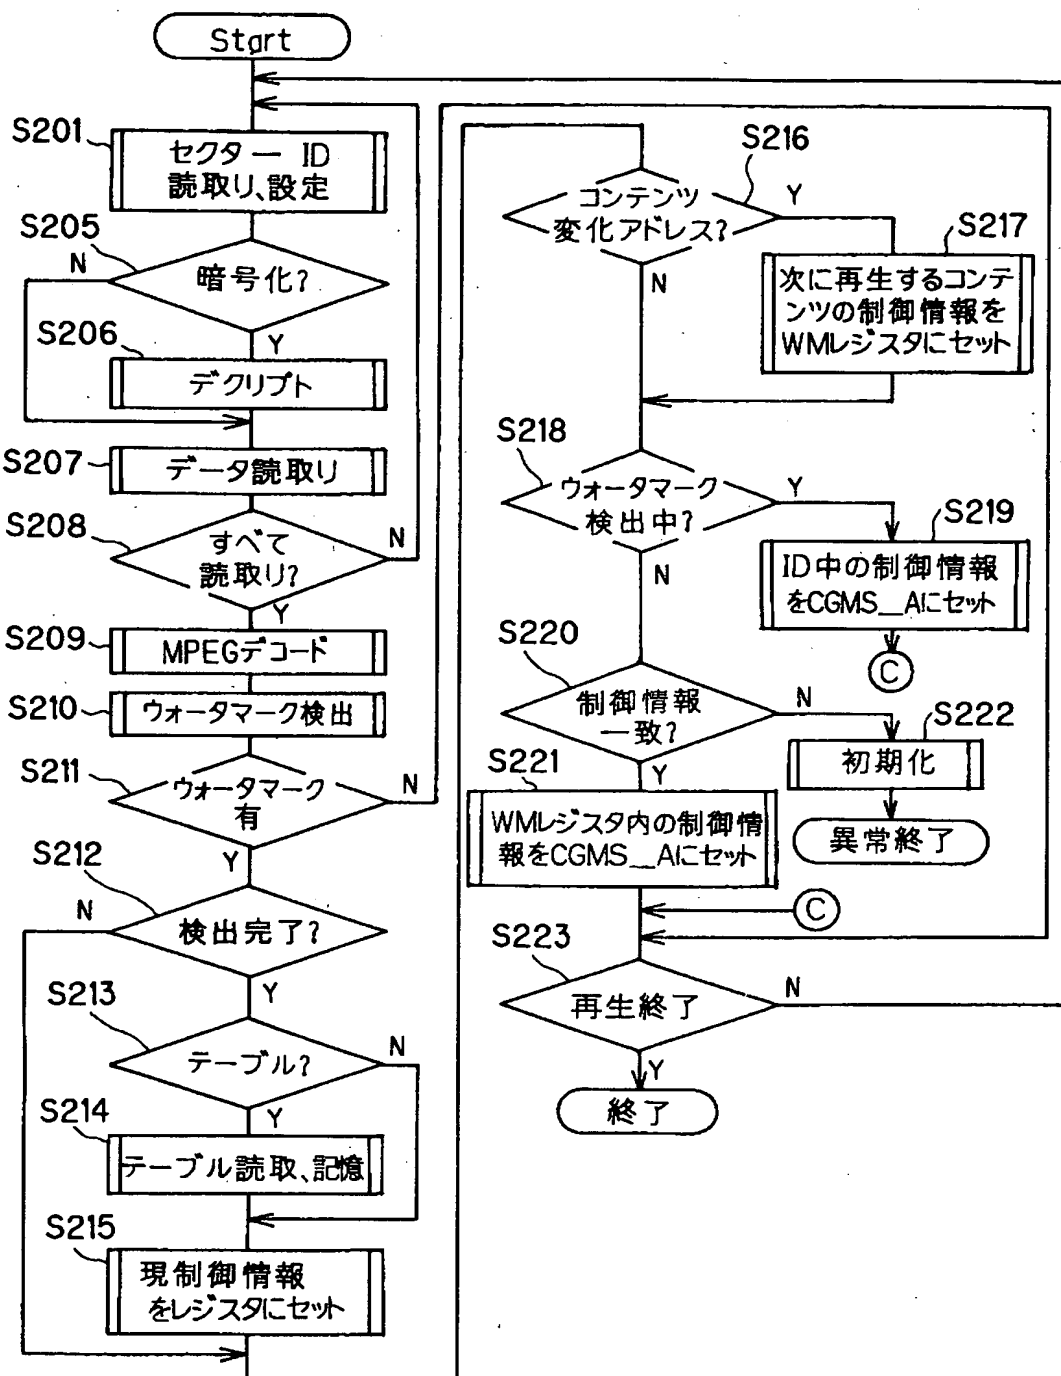 Start
S201
セクター ID
読取り、設定
S205
N
暗号化?
Y
S206
デクリプト
S207
データ読取り
S208
すべて
読取り?
N
Y
S209
MPEGデコード
S210
ウォータマーク検出
S211
ウォータマーク
有
N
Y
S212
N
検出完了?
Y
S213
テーブル?
N
Y
S214
テーブル読取、記憶
S215
現制御情報
をレジスタにセット
S216
コンテンツ
変化アドレス?
Y
N
S217
次に再生するコンテ
ンツの制御情報を
WMレジスタにセット
S218
ウォータマーク
検出中?
Y
N
S219
ID中の制御情報
をCGMS_Aにセット
C
S220
制御情報
一致?
N
Y
S222
初期化
異常終了
S221
WMレジスタ内の制御情
報をCGMS_Aにセット
C
S223
再生終了
N
Y
終了